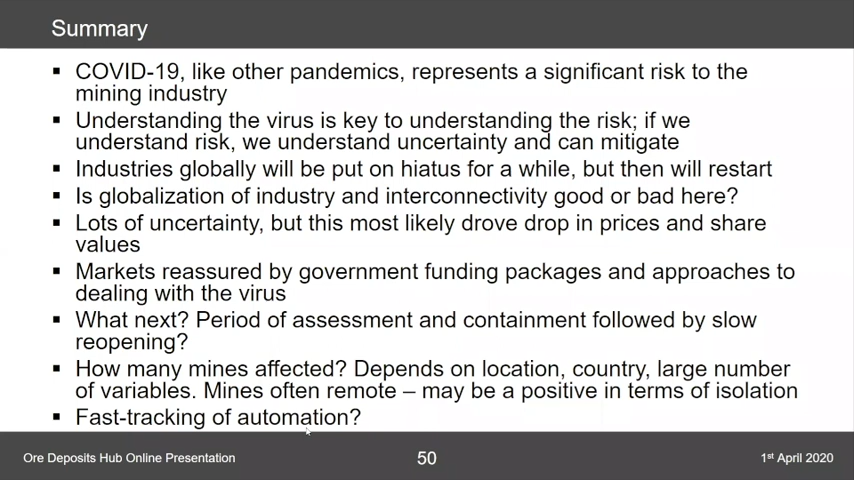 Summary
▪ COVID-19, like other pandemics, represents a significant risk to the
mining industry
▪ Understanding the virus is key to understanding the risk; if we
understand risk, we understand uncertainty and can mitigate
▪ Industries globally will be put on hiatus for a while, but then will restart
▪ Is globalization of industry and interconnectivity good or bad here?
▪ Lots of uncertainty, but this most likely drove drop in prices and share
values
▪ Markets reassured by government funding packages and approaches to
dealing with the virus
▪ What next? Period of assessment and containment followed by slow
reopening?
▪ How many mines affected? Depends on location, country, large number
of variables. Mines often remote – may be a positive in terms of isolation
▪ Fast-tracking of automation?
Ore Deposits Hub Online Presentation
50
1st April 2020